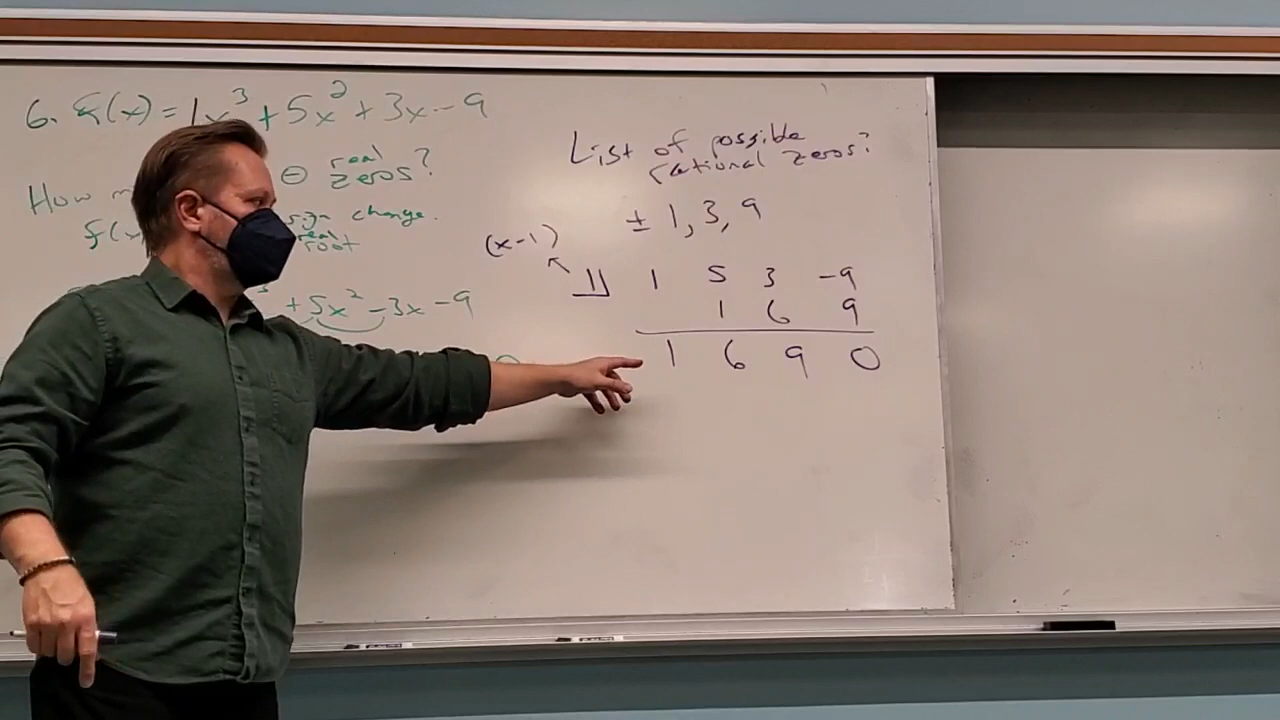 6. f(x) = 1x³ + 5x² + 3x - 9
How ⊖ real zeros?
f(x sign change.
real root
+ 5x² - 3x - 9
List of possible
rational zeros?
± 1, 3, 9
(x-1)
1 1 5 3 -9
1 6 9
1 6 9 0